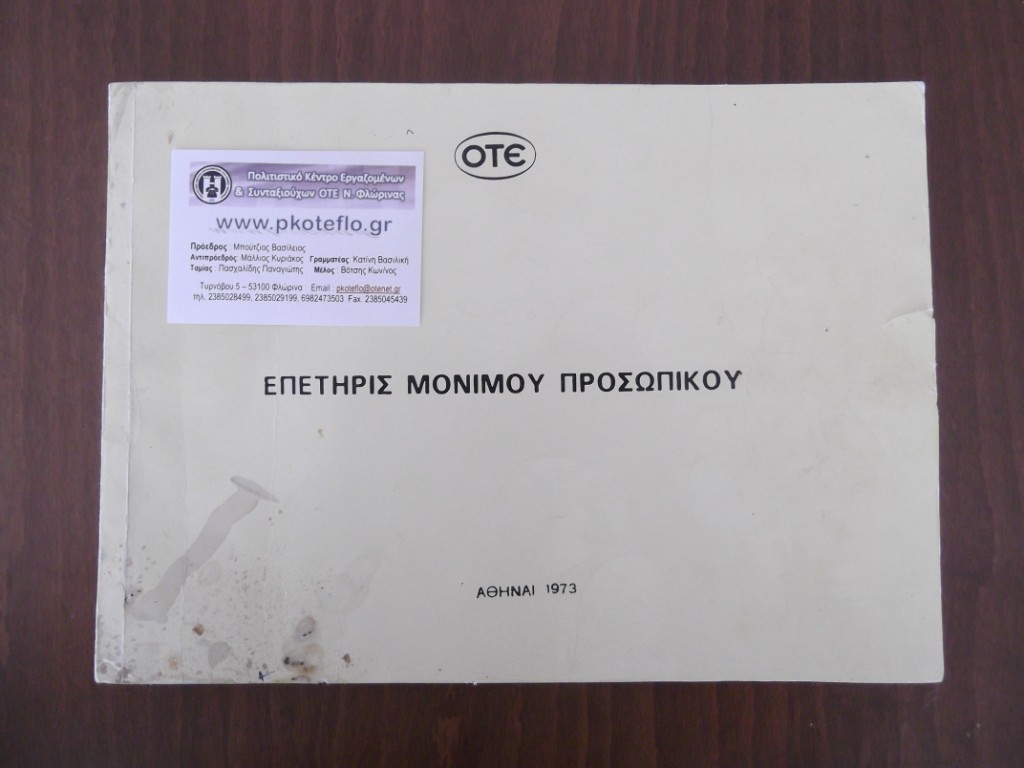 ΟΤΕ
Πολιτιστικό Κέντρο Εργαζομένων
& Συνταξιούχων ΟΤΕ Ν. Φλώρινας
www.pkoteflo.gr
Πρόεδρος : Μπούτζιος Βασίλειος
Αντιπρόεδρός: Μάλλιος Κυριάκος Γραμματέας: Κατίνη Βασιλική
Ταμίας : Πασχαλίδης Παναγιώτης Μέλος : Βότσης Κων/νος
Τυρνόβου 5 – 53100 Φλώρινα Email : pkoteflo@otenet.gr
τηλ. 2385028499, 2385029199, 6982473503 Fax. 2385045439
ΕΠΕΤΗΡΙΣ ΜΟΝΙΜΟΥ ΠΡΟΣΩΠΙΚΟΥ
ΑΘΗΝΑΙ 1973